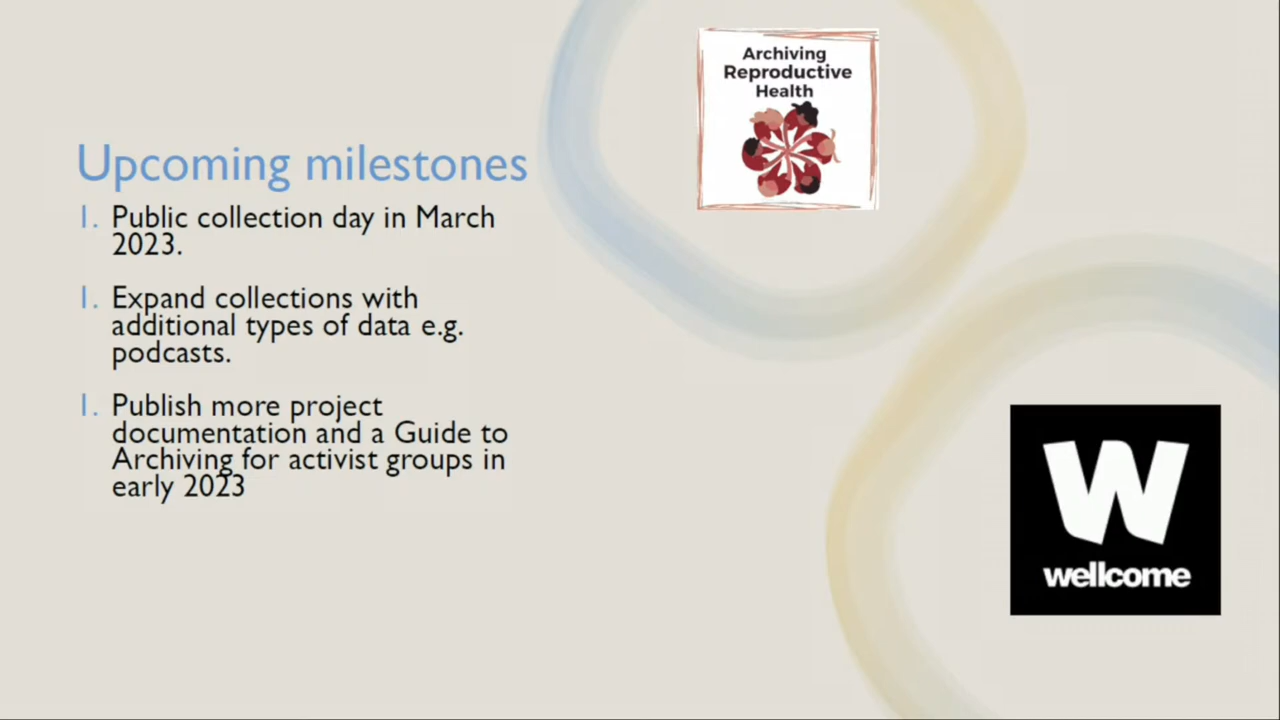 Archiving
Reproductive
Health
Upcoming milestones
1. Public collection day in March
2023.
1. Expand collections with
additional types of data e.g.
podcasts.
1. Publish more project
documentation and a Guide to
Archiving for activist groups in
early 2023
W
wellcome